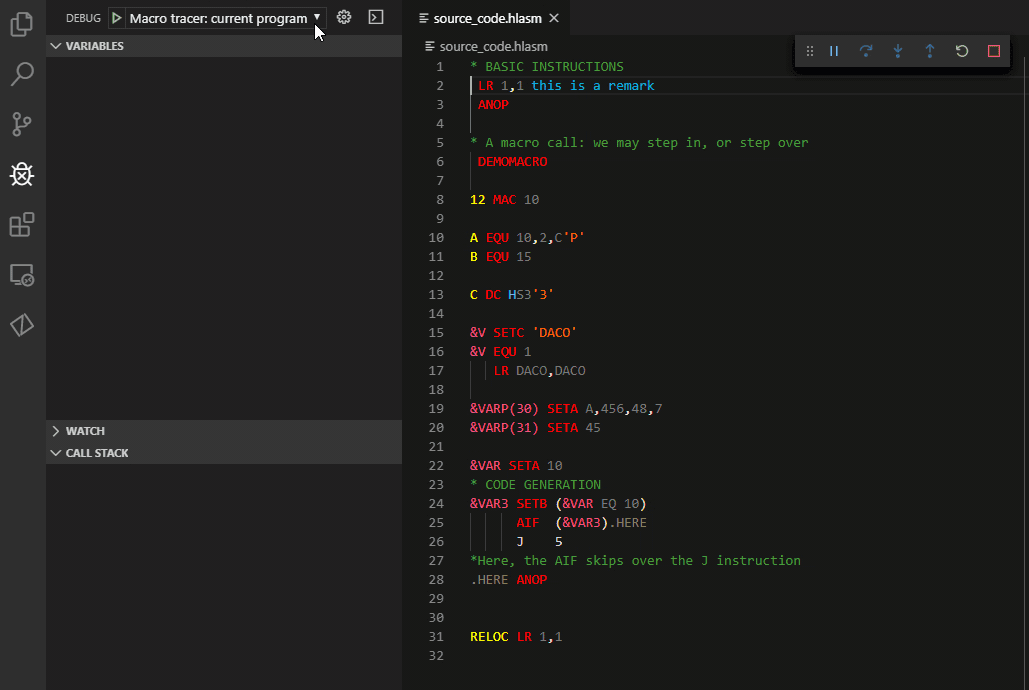 DEBUG Macro tracer: current program
VARIABLES
WATCH
CALL STACK
source_code.hlasm
source_code.hlasm
1 * BASIC INSTRUCTIONS
2  LR 1,1 this is a remark
3  ANOP
4
5 * A macro call: we may step in, or step over
6  DEMOMACRO
7
8 12 MAC 10
9
10 A EQU 10,2,C'P'
11 B EQU 15
12
13 C DC HS3'3'
14
15 &V SETC 'DACO'
16 &V EQU 1
17    LR DACO,DACO
18
19 &VARP(30) SETA A,456,48,7
20 &VARP(31) SETA 45
21
22 &VAR SETA 10
23 * CODE GENERATION
24 &VAR3 SETB (&VAR EQ 10)
25       AIF  (&VAR3).HERE
26       J    5
27 *Here, the AIF skips over the J instruction
28 .HERE ANOP
29
30
31 RELOC LR 1,1
32